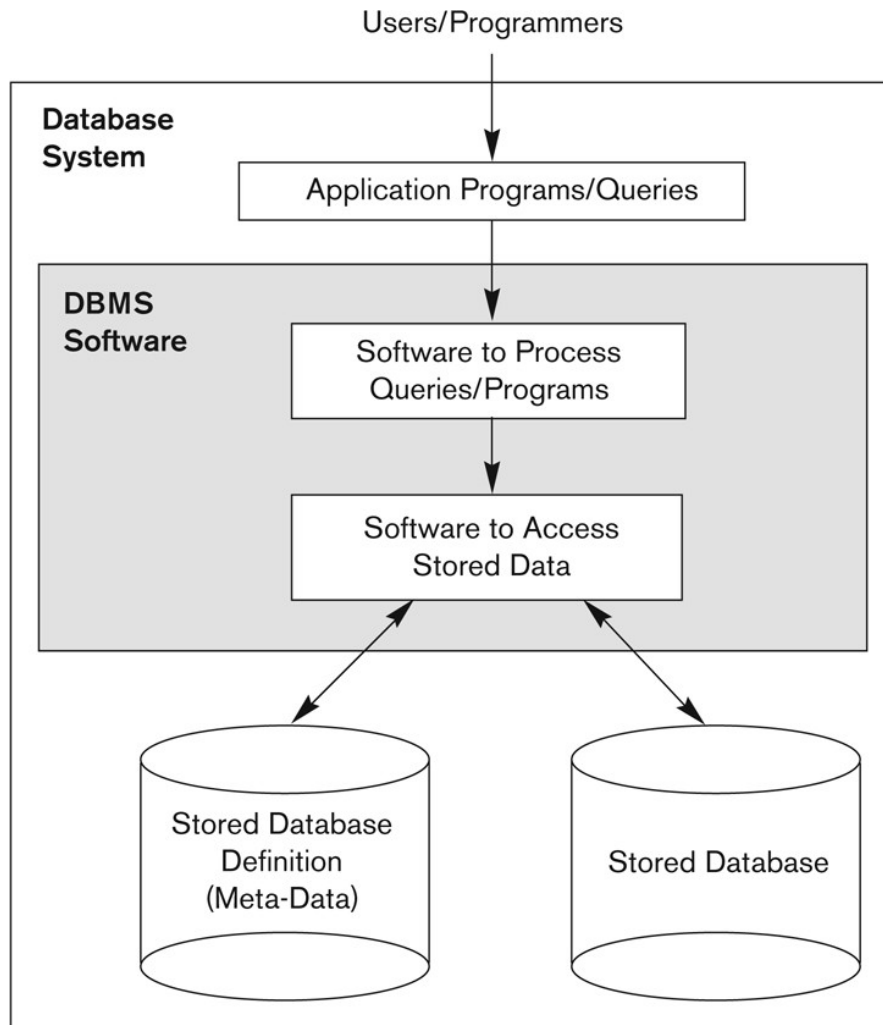 Users/Programmers
Database
System
Application Programs/Queries
DBMS
Software
Software to Process
Queries/Programs
Software to Access
Stored Data
Stored Database
Definition
(Meta-Data)
Stored Database